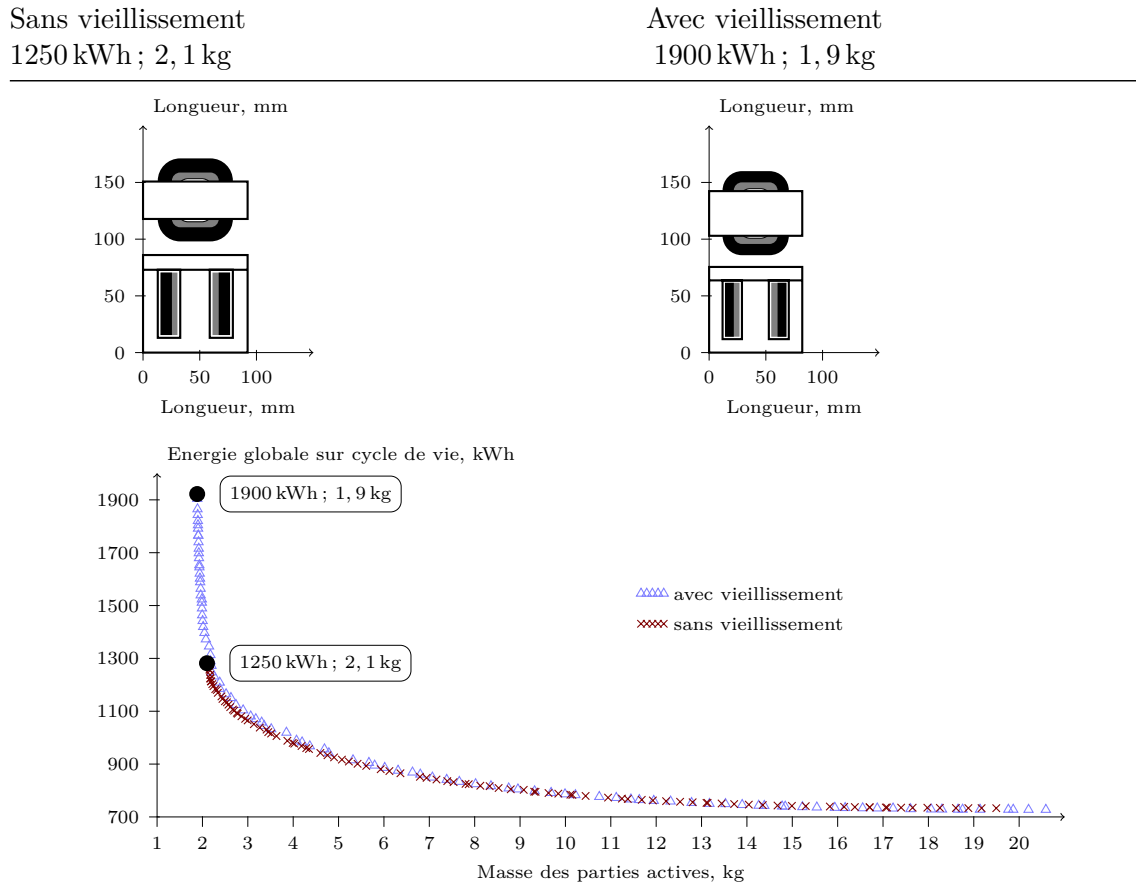 Sans vieillissement
1250 kWh ; 2, 1 kg
Avec vieillissement
1900 kWh ; 1, 9 kg
Longueur, mm
150
100
50
0
0 50 100
Longueur, mm
Longueur, mm
150
100
50
0
0 50 100
Longueur, mm
Energie globale sur cycle de vie, kWh
1900
1700
1500
1300
1100
900
700
1900 kWh ; 1, 9 kg
1250 kWh ; 2, 1 kg
avec vieillissement
sans vieillissement
1 2 3 4 5 6 7 8 9 10 11 12 13 14 15 16 17 18 19 20
Masse des parties actives, kg